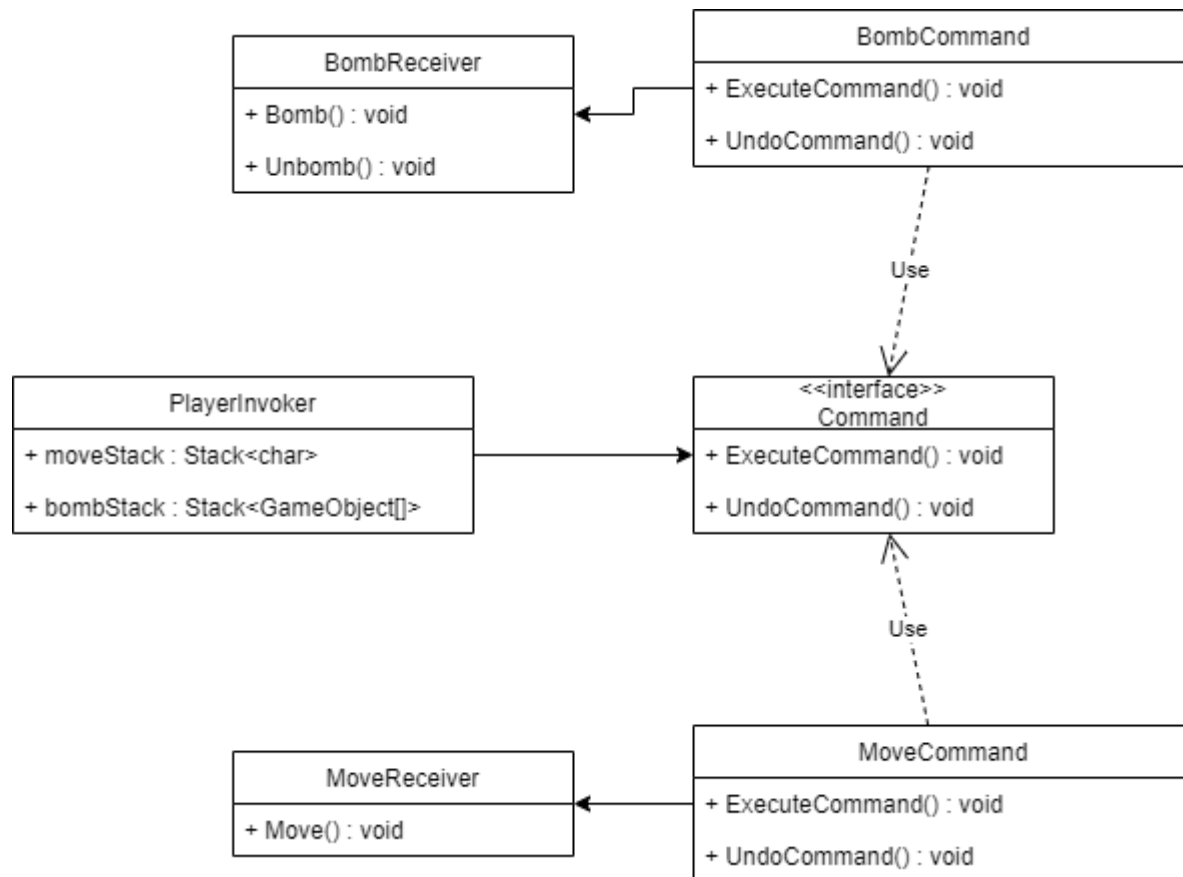 BombCommand
BombReceiver
+ ExecuteCommand() : void
+ Bomb() : void
+ UndoCommand() : void
+ Unbomb() : void
Use
PlayerInvoker
<<interface>>
Command
+ moveStack : Stack<char>
+ ExecuteCommand() : void
+ bombStack : Stack<GameObject[]>
+ UndoCommand() : void
Use
MoveCommand
MoveReceiver
+ ExecuteCommand() : void
+ Move() : void
+ UndoCommand() : void